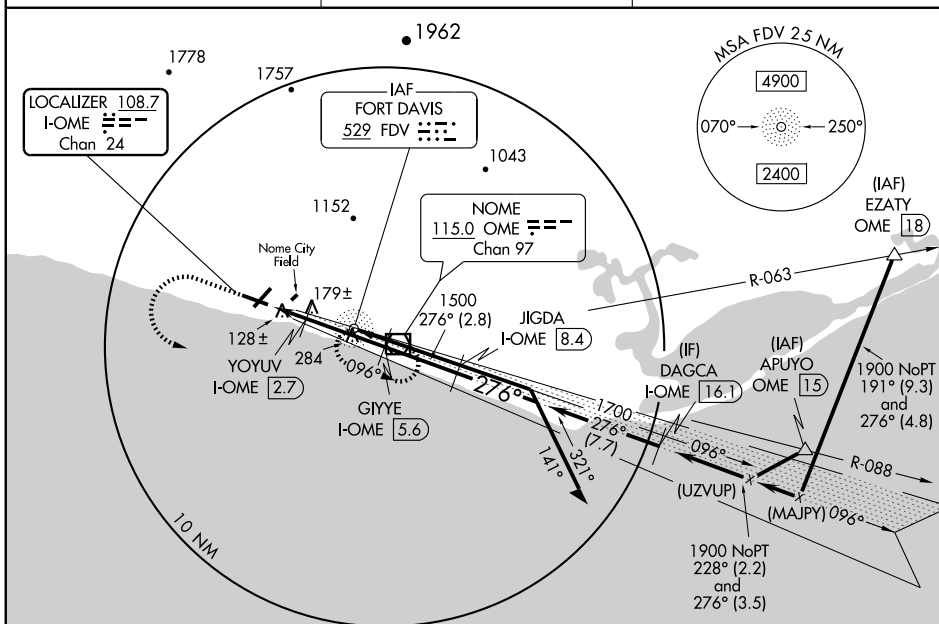 1962
1778
1757
LOCALIZER 108.7
I-OME
Chan 24
IAF
FORT DAVIS
529 FDV
1043
1152
NOME
115.0 OME
Chan 97
MSA FDV 25 NM
4900
070°
250°
2400
(IAF)
EZATY
OME 18
R-063
Nome City
Field
179±
128±
284
096°
YOYUV
I-OME 2.7
GIYYE
I-OME 5.6
1500
276° (2.8)
JIGDA
I-OME 8.4
276°
141°
321°
(IF)
DAGCA
I-OME 16.1
1700
276°
(7.7)
096°
(IAF)
APUYO
OME 15
1900 NoPT
191° (9.3)
and
276° (4.8)
R-088
(UZVUP)
(MAJPY)
096°
1900 NoPT
228° (2.2)
and
276° (3.5)
10 NM